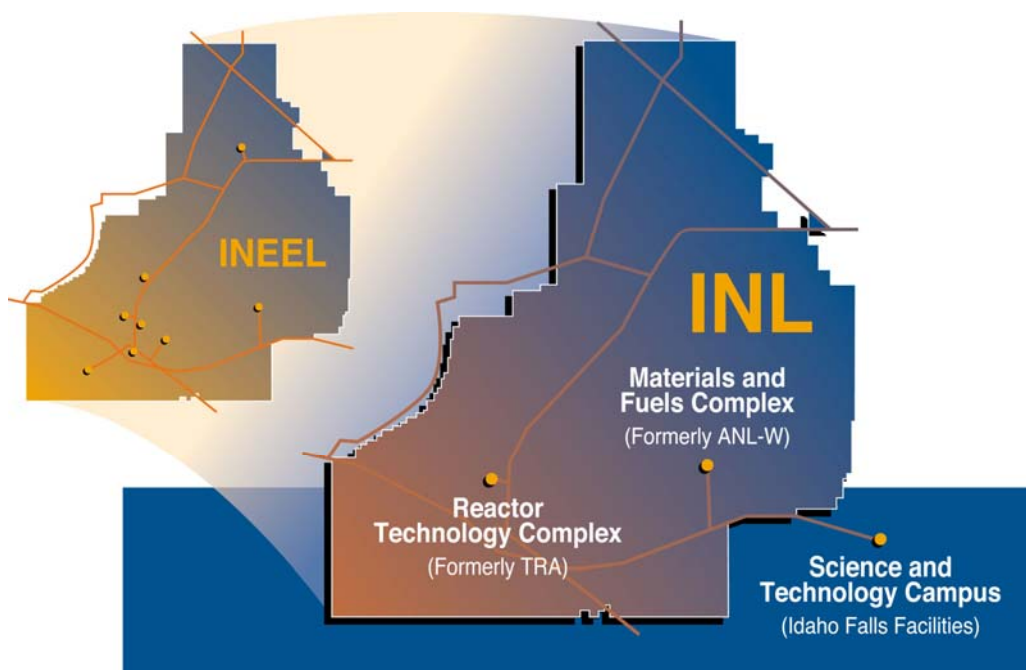 INEEL
INL
Materials and
Fuels Complex
(Formerly ANL-W)
Reactor
Technology Complex
(Formerly TRA)
Science and
Technology Campus
(Idaho Falls Facilities)